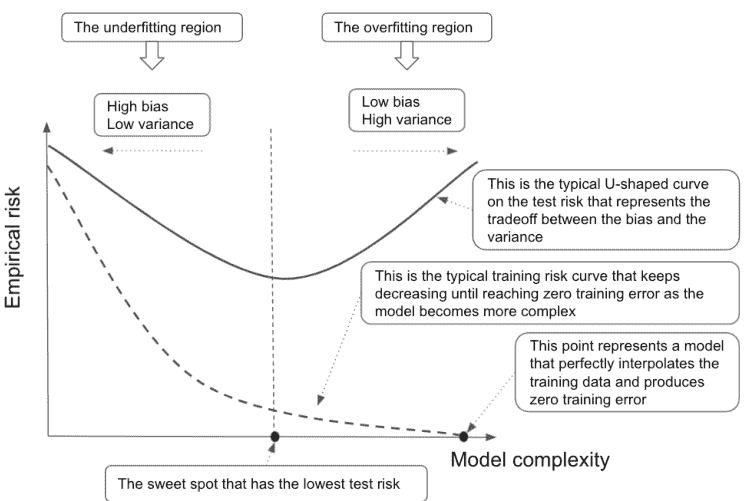 The underfitting region
The overfitting region
High bias
Low variance
Low bias
High variance
This is the typical U-shaped curve
on the test risk that represents the
tradeoff between the bias and the
variance
Empirical risk
This is the typical training risk curve that keeps
decreasing until reaching zero training error as the
model becomes more complex
This point represents a model
that perfectly interpolates the
training data and produces
zero training error
Model complexity
The sweet spot that has the lowest test risk